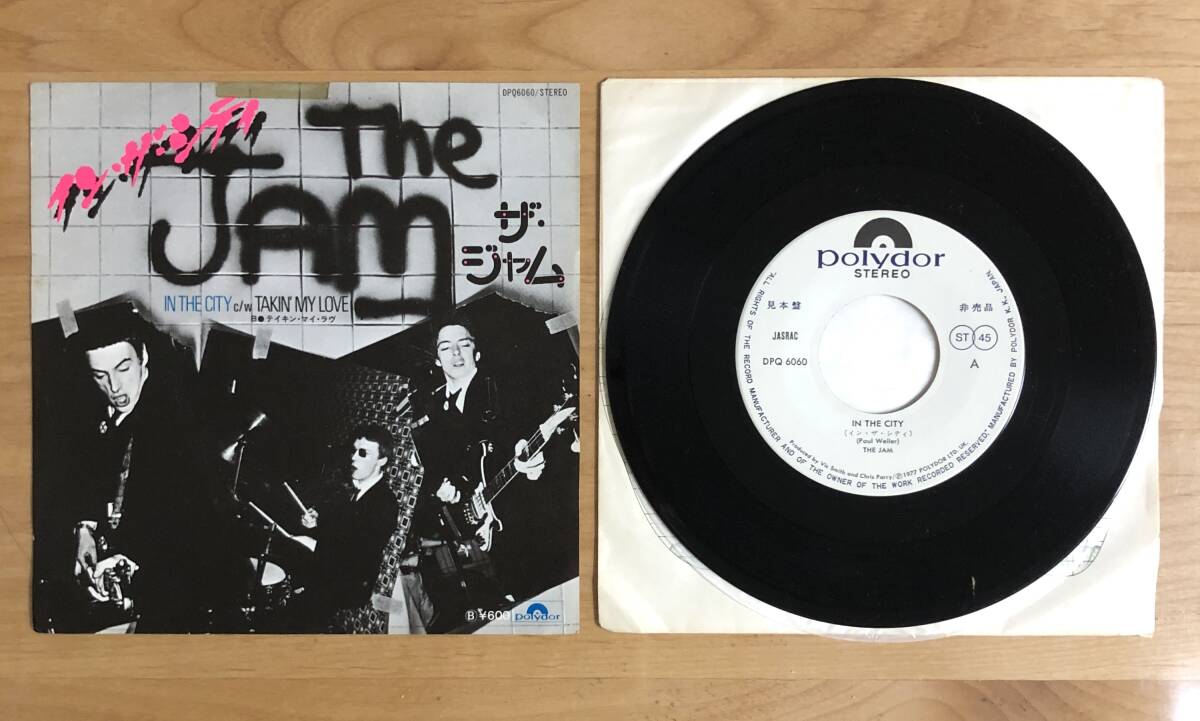 DPQ6060/STEREO
イン・ザ・シティ
The
JAM
ザ・
ジャム
IN THE CITY c/w TAKIN' MY LOVE
B●テイキン・マイ・ラヴ
Ⓑ ¥600 polydor
polydor
STEREO
見本盤
非売品
JASRAC
ST 45
DPQ 6060
A
IN THE CITY
(イン・ザ・シティ)
(Paul Weller)
THE JAM
Produced by Vic Smith and Chris Parry/Ⓟ1977 POLYDOR LTD. UK.
"ALL RIGHTS OF THE RECORD MANUFACTURER AND OF THE OWNER OF THE WORK RECORDED RESERVED." MANUFACTURED BY POLYDOR K.K., JAPAN